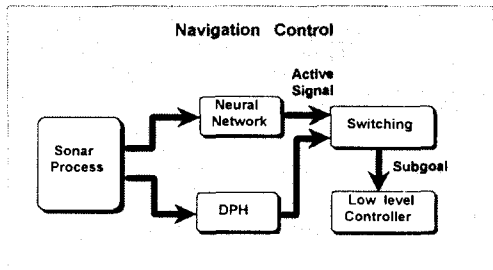 Navigation Control
Active
Signal
Neural
Network
Switching
Sonar
Process
Subgoal
DPH
Low level
Controller